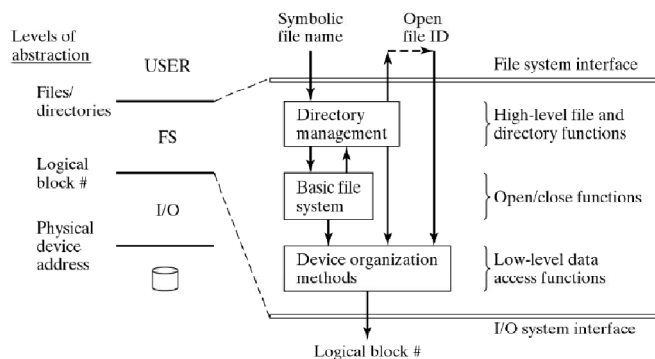 Levels of
abstraction
USER
Files/
directories
FS
Logical
block #
I/O
Physical
device
address
Symbolic
file name
Open
file ID
File system interface
Directory
management
High-level file and
directory functions
Basic file
system
Open/close functions
Device organization
methods
Low-level data
access functions
I/O system interface
Logical block #